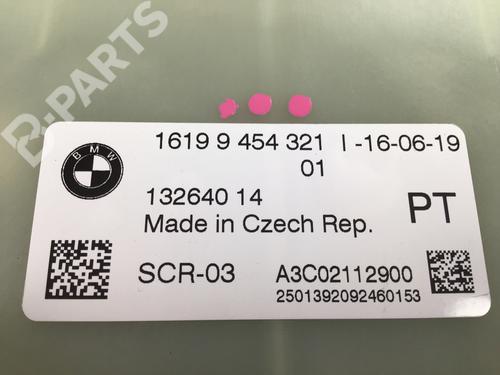 B-PARTS
BMW
1619 9 454 321 I -16-06-19
01
132640 14
Made in Czech Rep.
PT
SCR-03
A3C02112900
2501392092460153